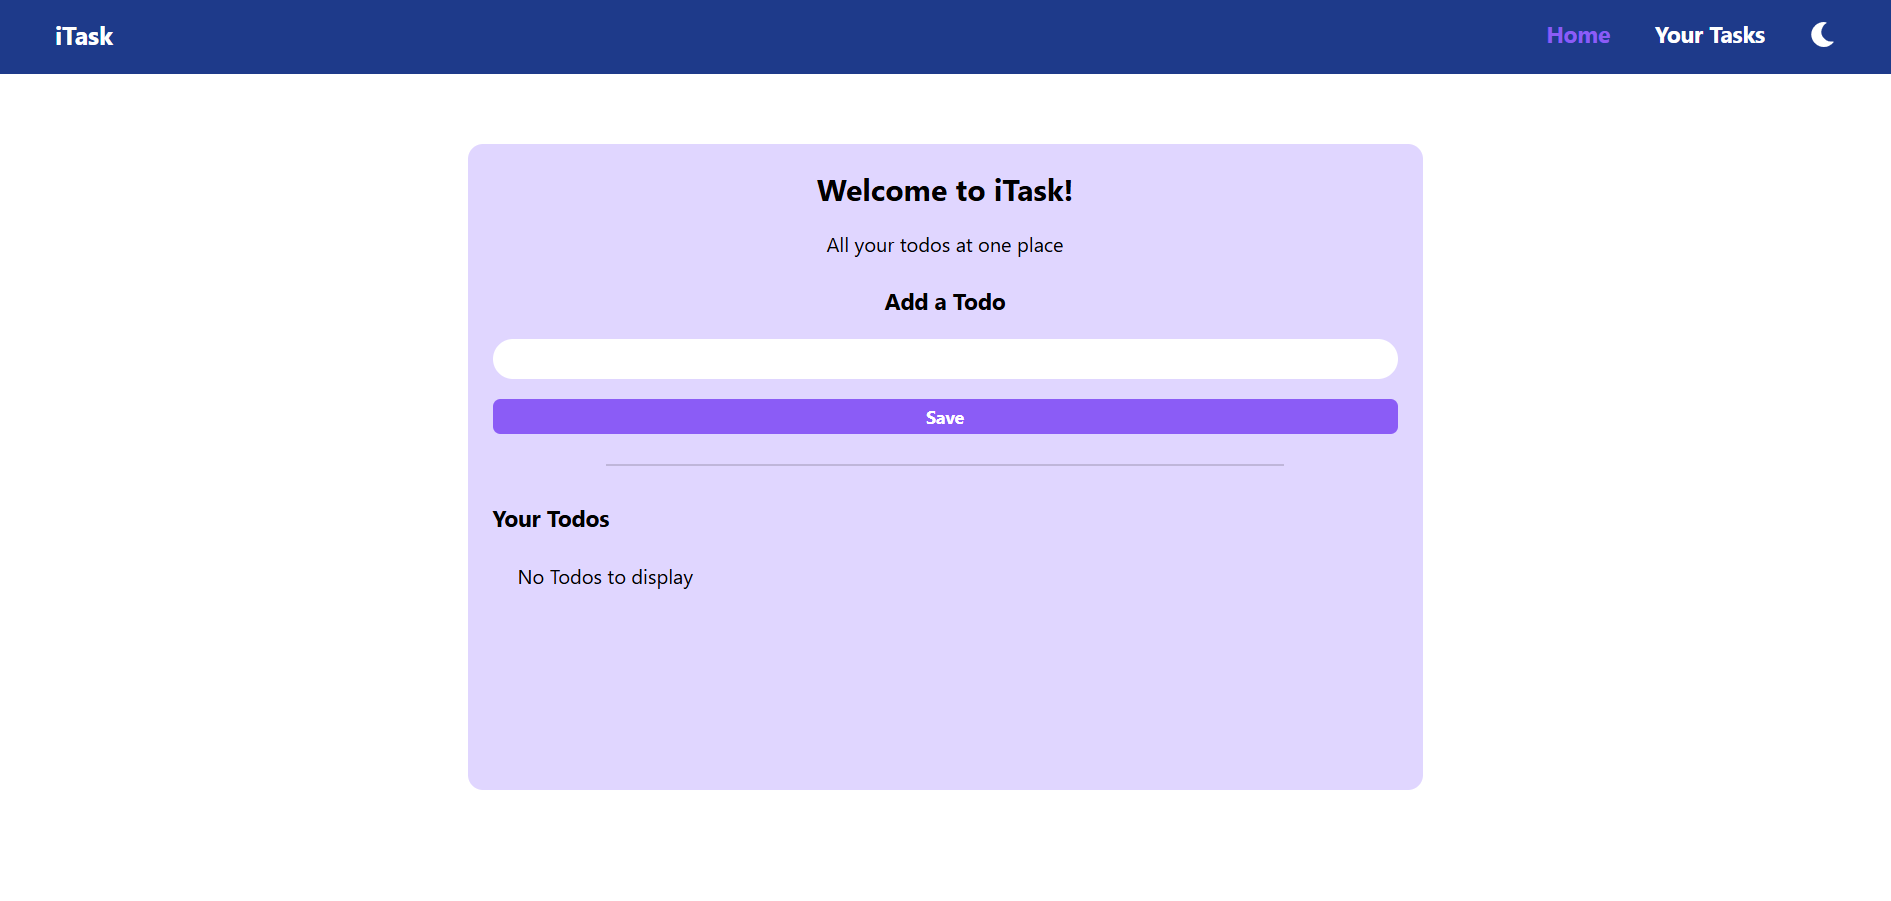 iTask
Home
Your Tasks
Welcome to iTask!
All your todos at one place
Add a Todo
Save
Your Todos
No Todos to display